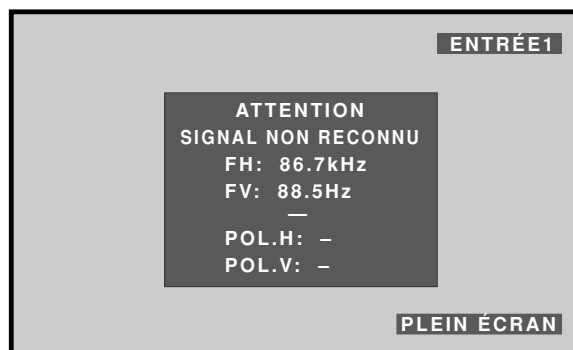 ENTRÉE1
ATTENTION
SIGNAL NON RECONNU
FH: 86.7kHz
FV: 88.5Hz
—
POL.H: –
POL.V: –
PLEIN ÉCRAN